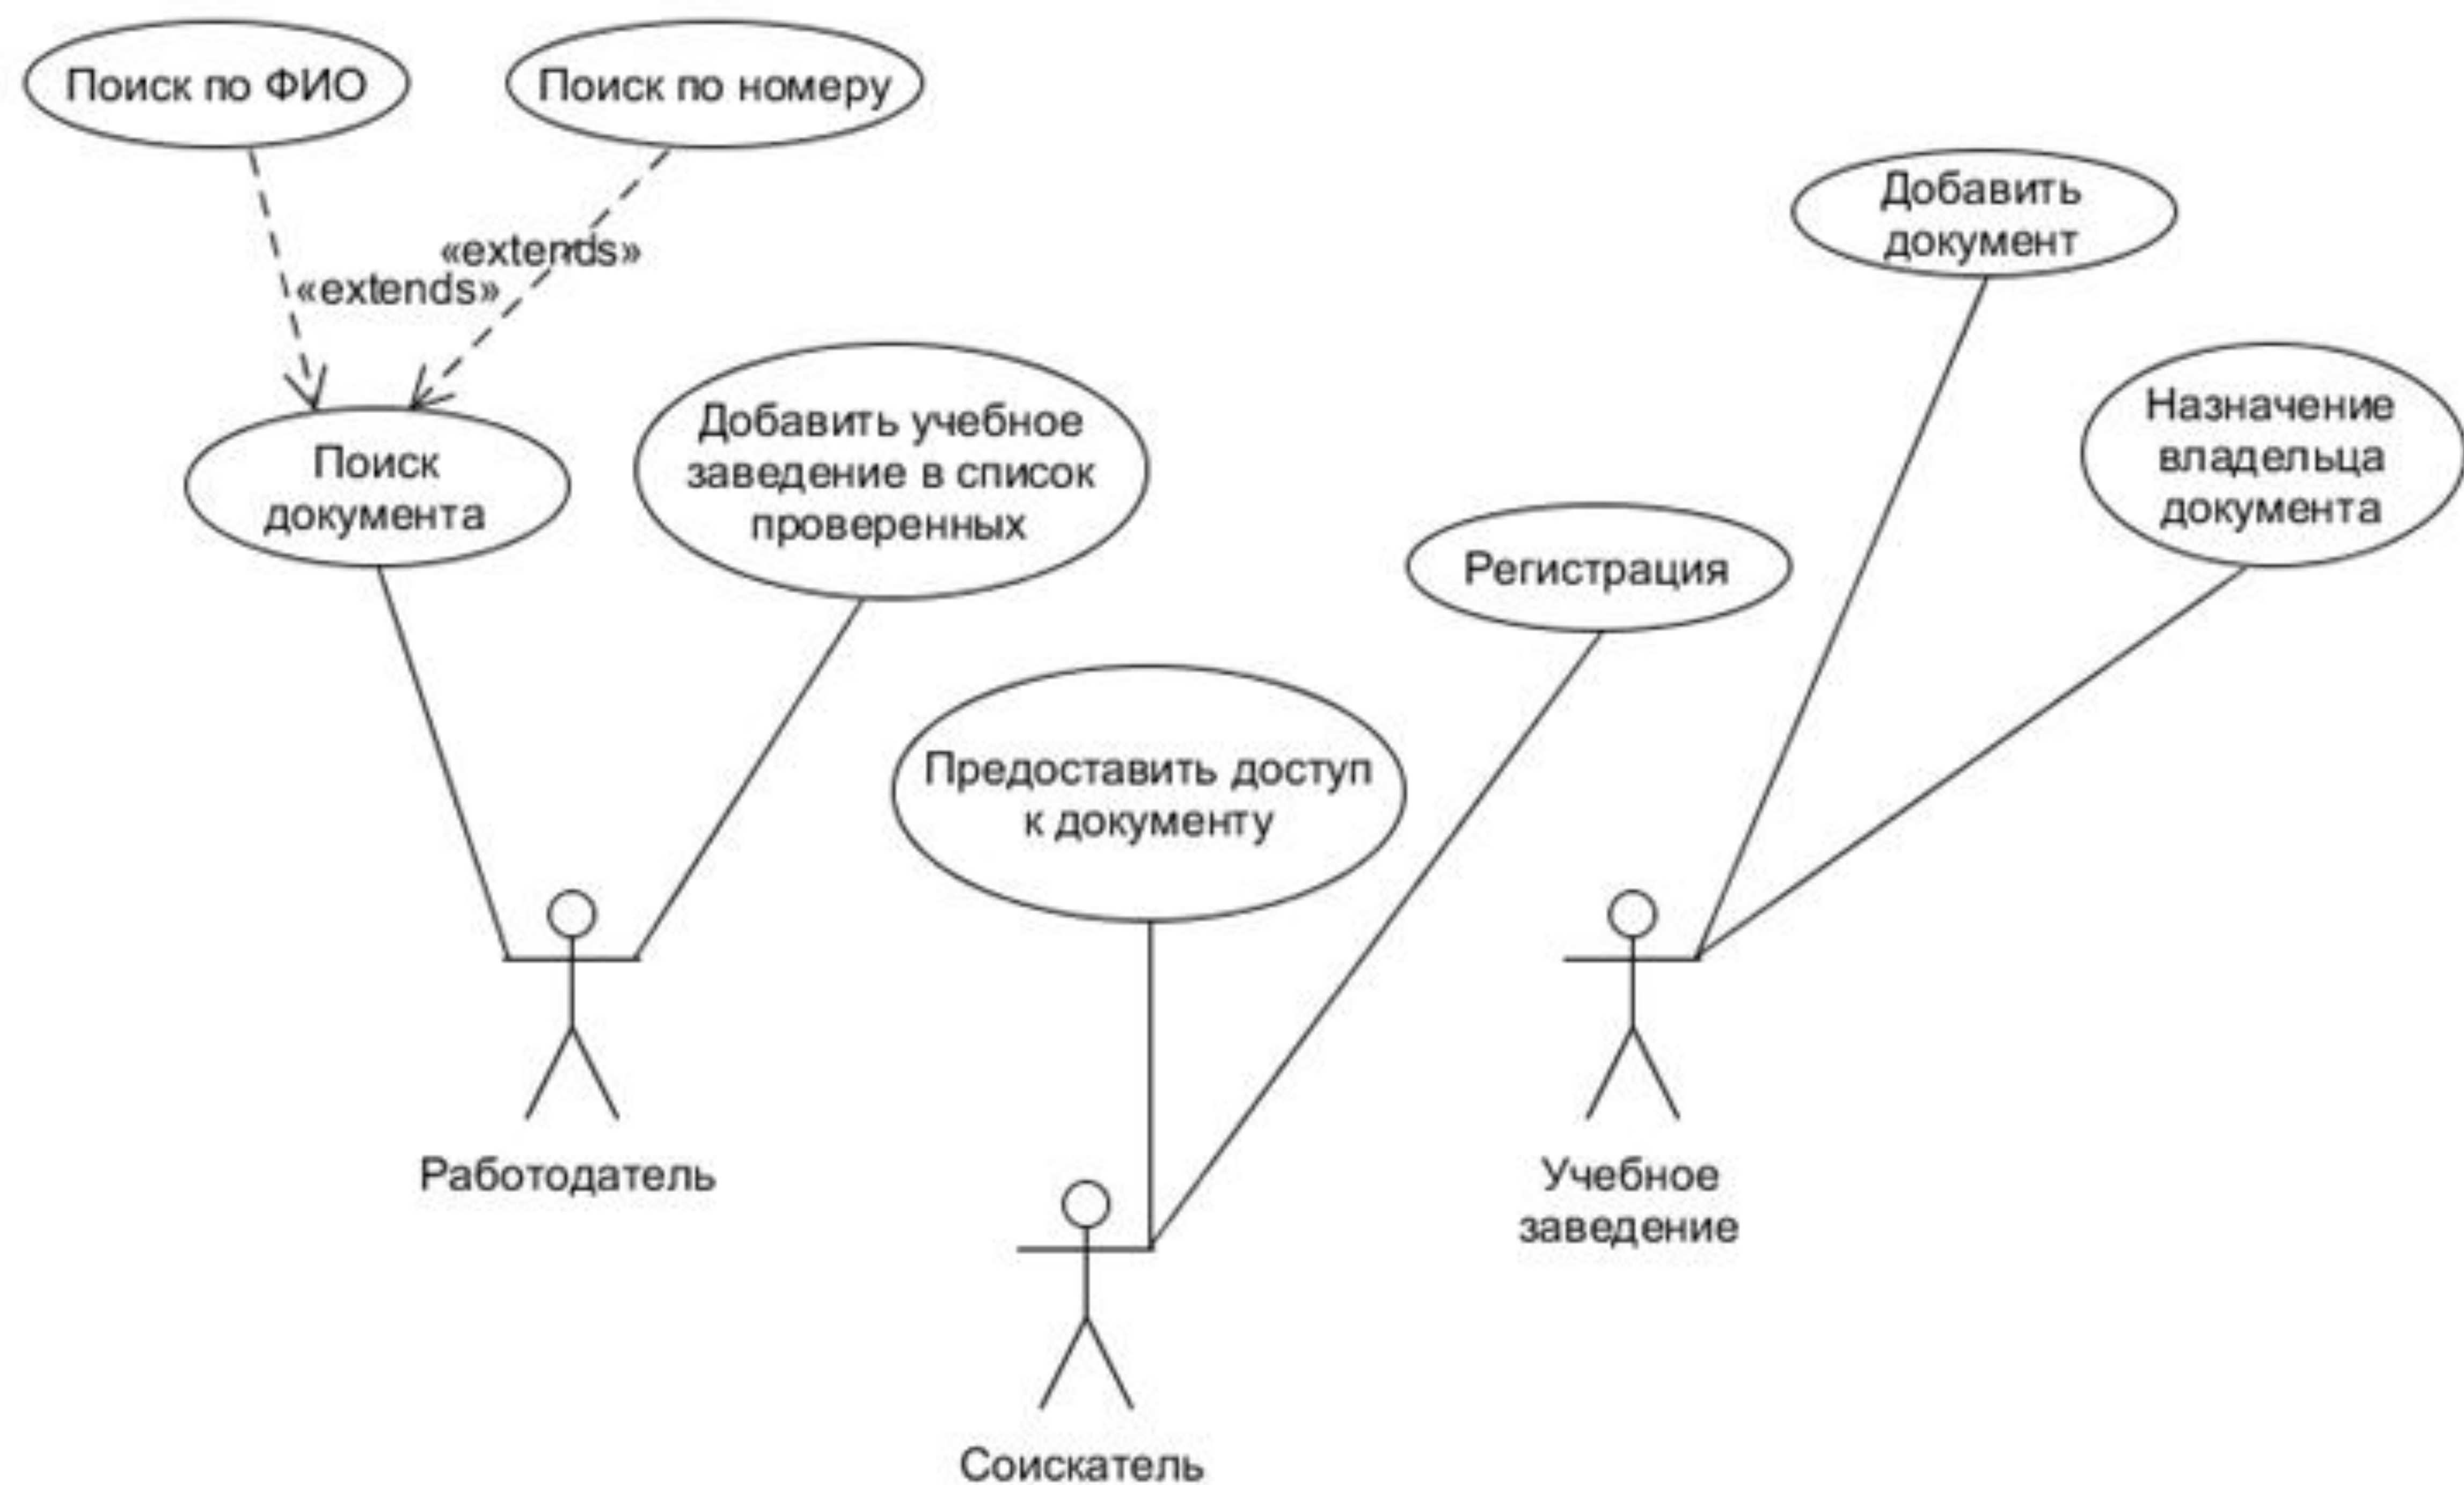 Поиск по ФИО
Поиск по номеру
«extends»
«extends»
Добавить
документ
Поиск
документа
Добавить учебное
заведение в список
проверенных
Назначение
владельца
документа
Регистрация
Предоставить доступ
к документу
Работодатель
Учебное
заведение
Соискатель